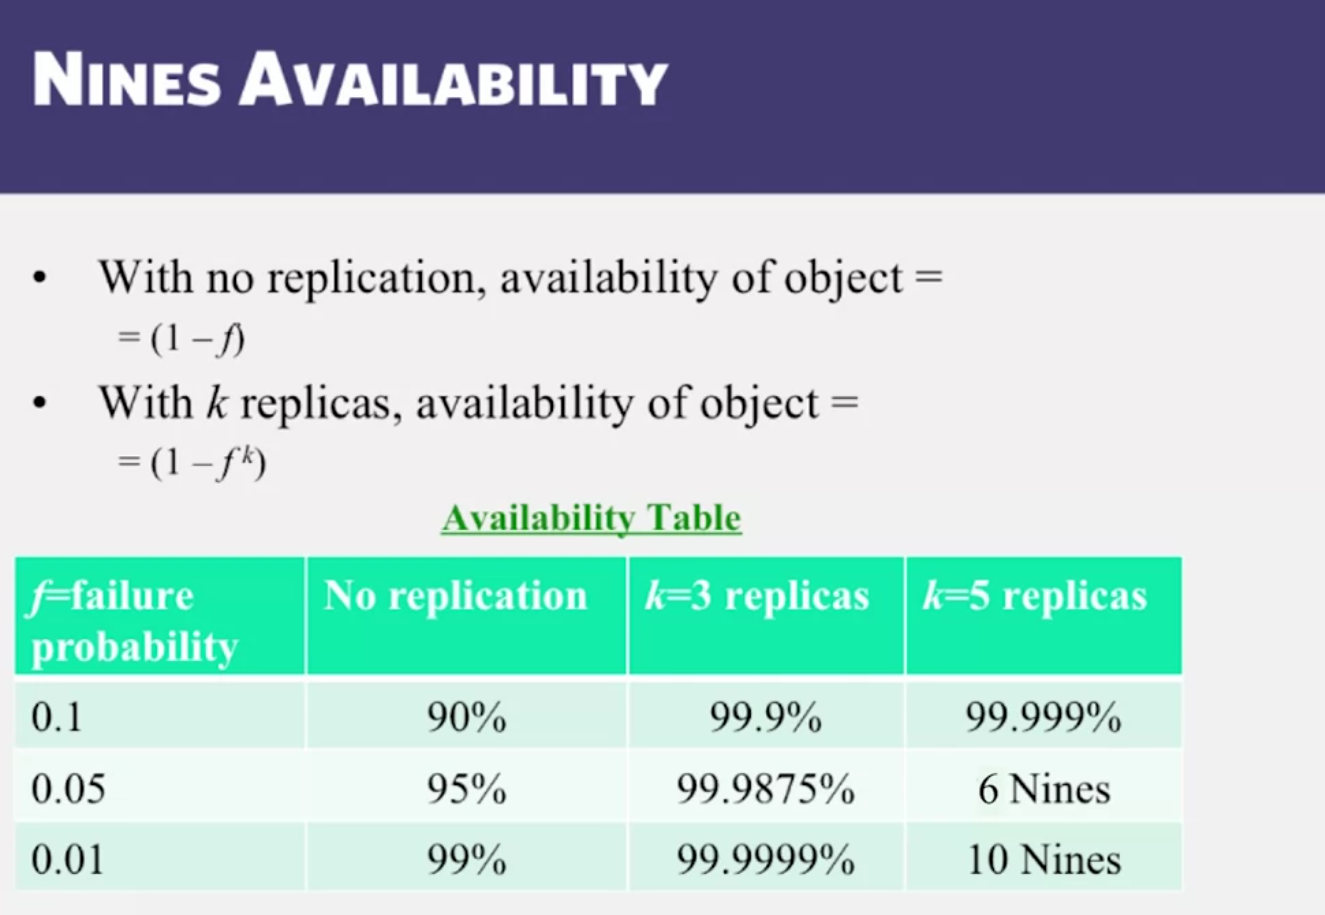 NINES AVAILABILITY
• With no replication, availability of object =
= (1 – f)
• With k replicas, availability of object =
= (1 – fᵏ)
Availability Table
f=failure probability No replication k=3 replicas k=5 replicas
0.1 90% 99.9% 99.999%
0.05 95% 99.9875% 6 Nines
0.01 99% 99.9999% 10 Nines